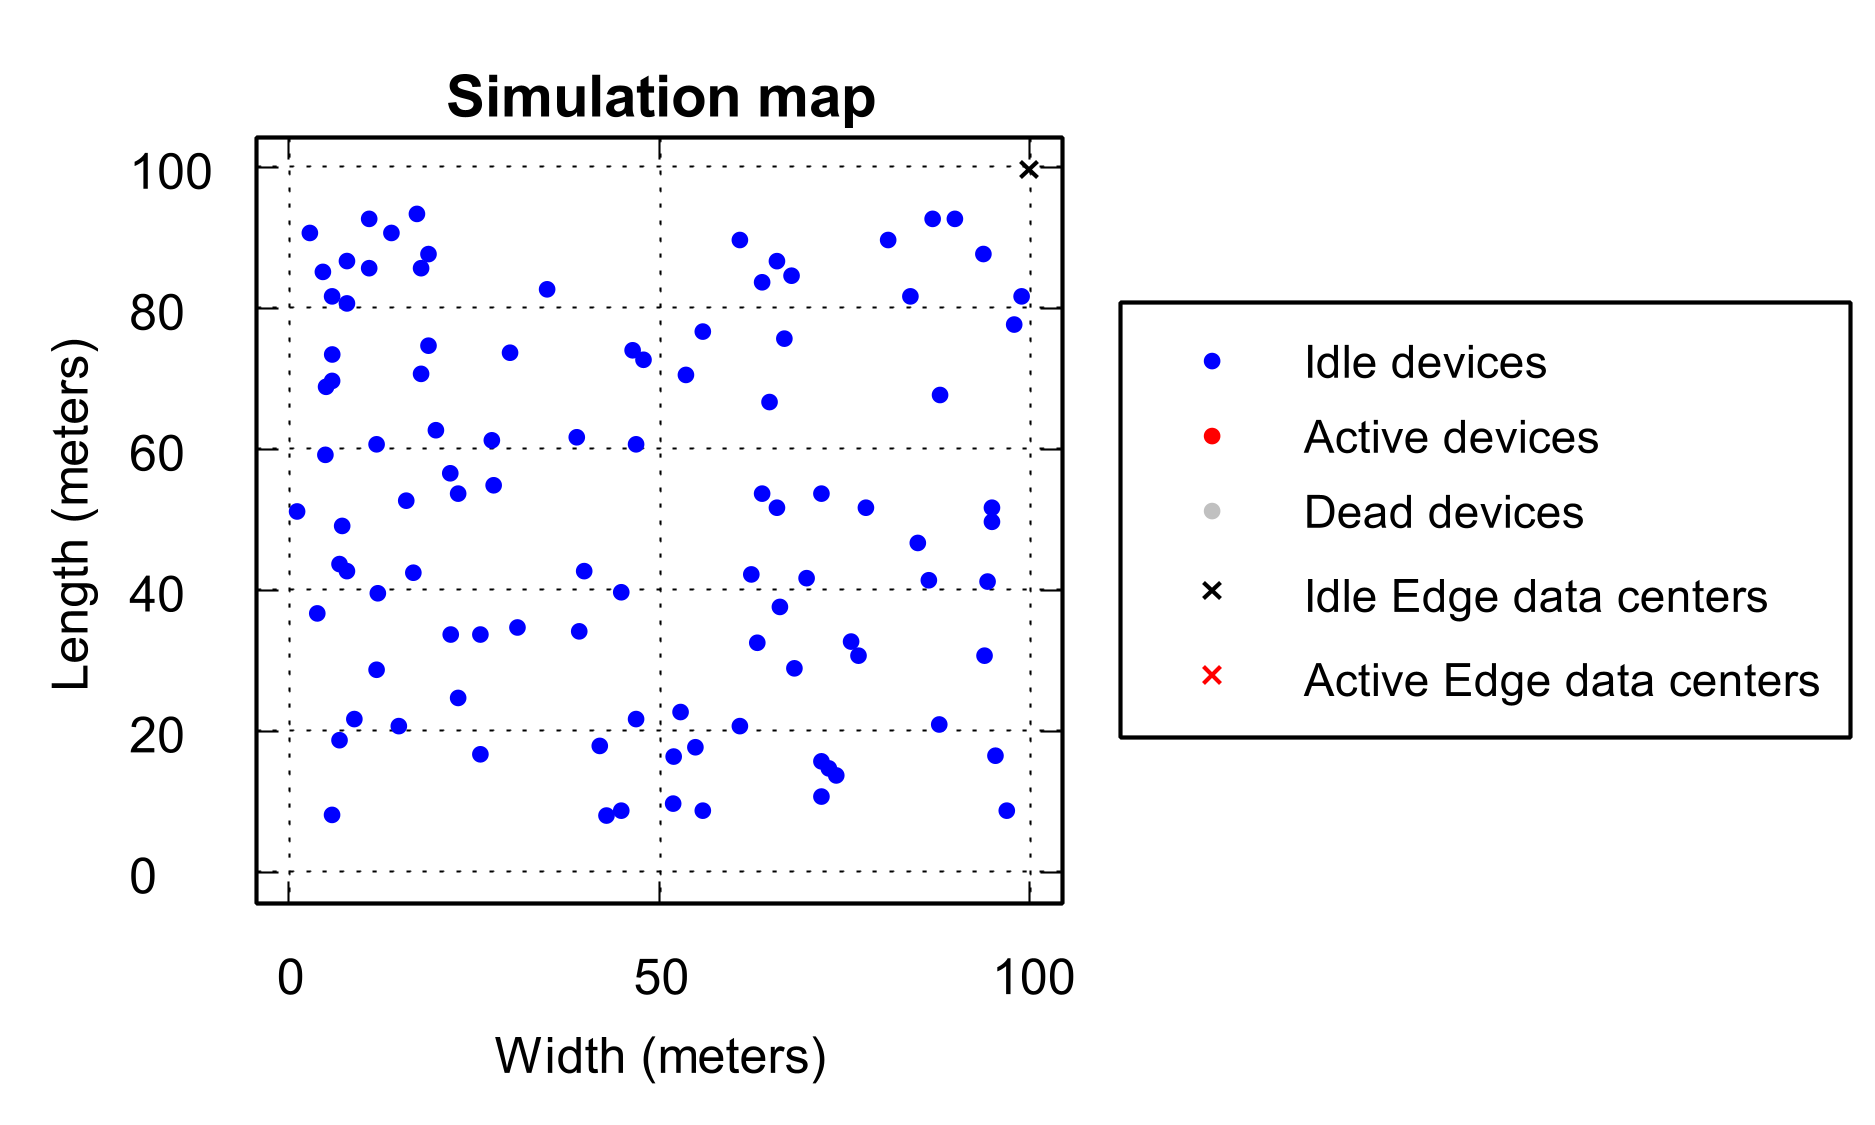 Simulation map
100
80
60
40
20
0
Length (meters)
0 50 100
Width (meters)
Idle devices
Active devices
Dead devices
Idle Edge data centers
Active Edge data centers